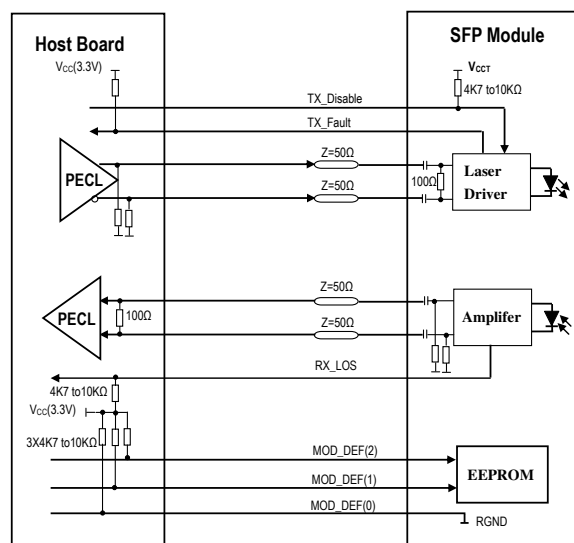 Host Board
SFP Module
VCC(3.3V)
VCCT
4K7 to10KΩ
TX_Disable
TX_Fault
Z=50Ω
PECL
100Ω
Laser
Driver
Z=50Ω
Z=50Ω
PECL
100Ω
Amplifer
Z=50Ω
RX_LOS
4K7 to10KΩ
VCC(3.3V)
3X4K7 to10KΩ
MOD_DEF(2)
EEPROM
MOD_DEF(1)
MOD_DEF(0)
RGND